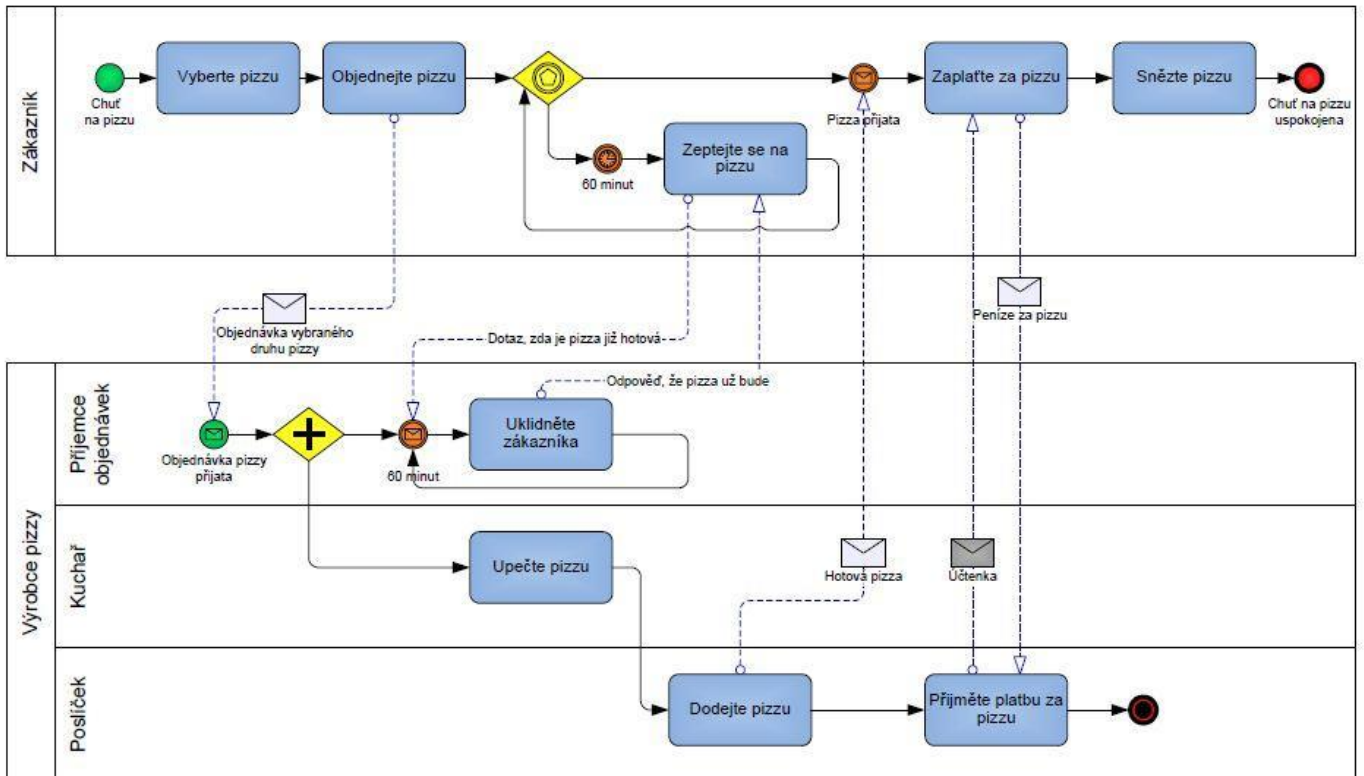 Zákazník
Chuť
na pizzu
Vyberte pizzu
Objednejte pizzu
60 minut
Zeptejte se na
pizzu
Pizza přijata
Zaplaťte za pizzu
Snězte pizzu
Chuť na pizzu
uspokojena
Objednávka vybraného
druhu pizzy
Dotaz, zda je pizza již hotová
Peníze za pizzu
Odpověď, že pizza už bude
Výrobce pizzy
Příjemce
objednávek
Objednávka pizzy
přijata
60 minut
Uklidněte
zákazníka
Kuchař
Upečte pizzu
Hotová pizza
Účtenka
Poslíček
Dodejte pizzu
Přijměte platbu za
pizzu